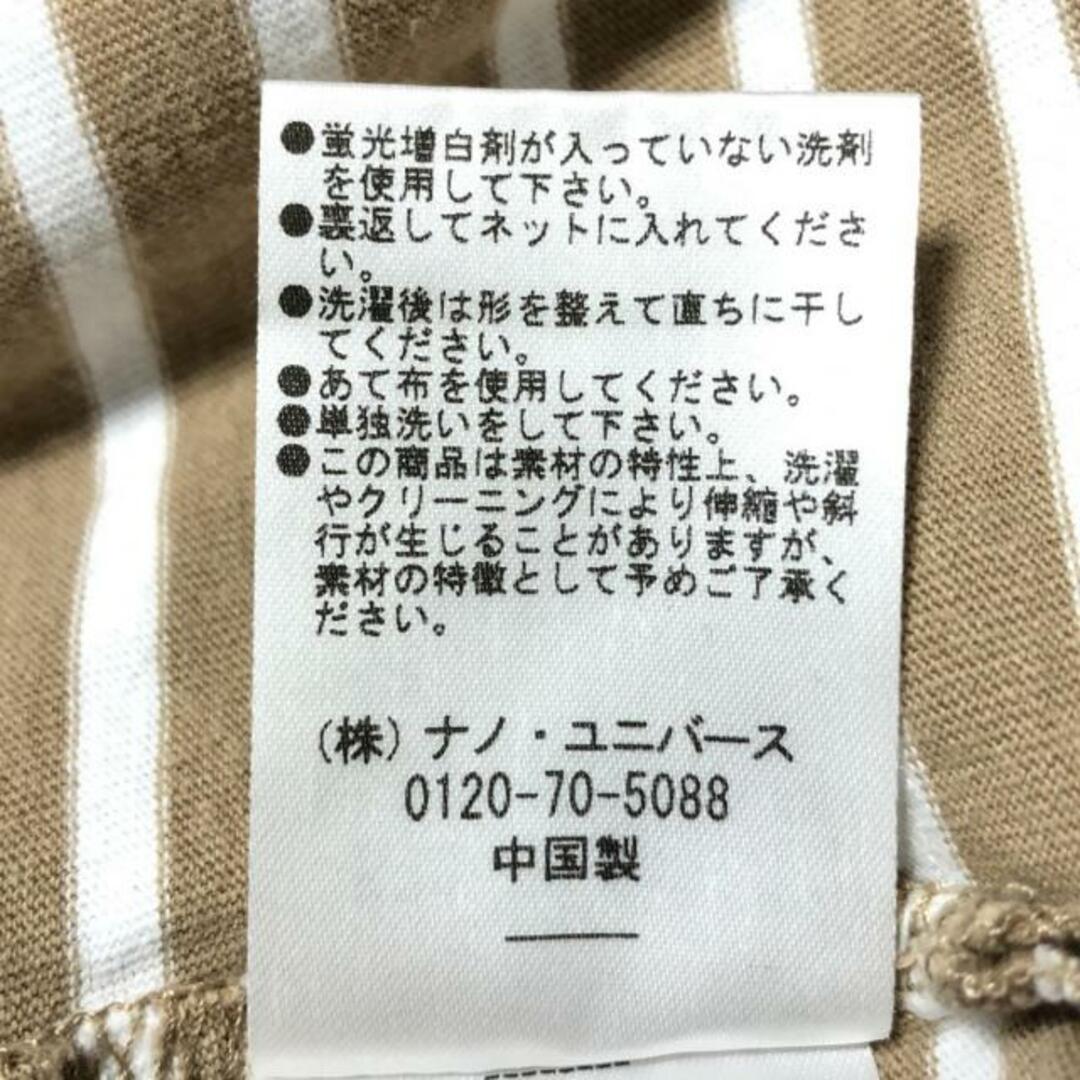 ●蛍光増白剤が入っていない洗剤
を使用して下さい。
●裏返してネットに入れてくださ
い。
●洗濯後は形を整えて直ちに干し
てください。
●あて布を使用してください。
●単独洗いをして下さい。
●この商品は素材の特性上、洗濯
やクリーニングにより伸縮や斜
行が生じることがありますが、
素材の特徴として予めご了承く
ださい。
(株)ナノ・ユニバース
0120-70-5088
中国製